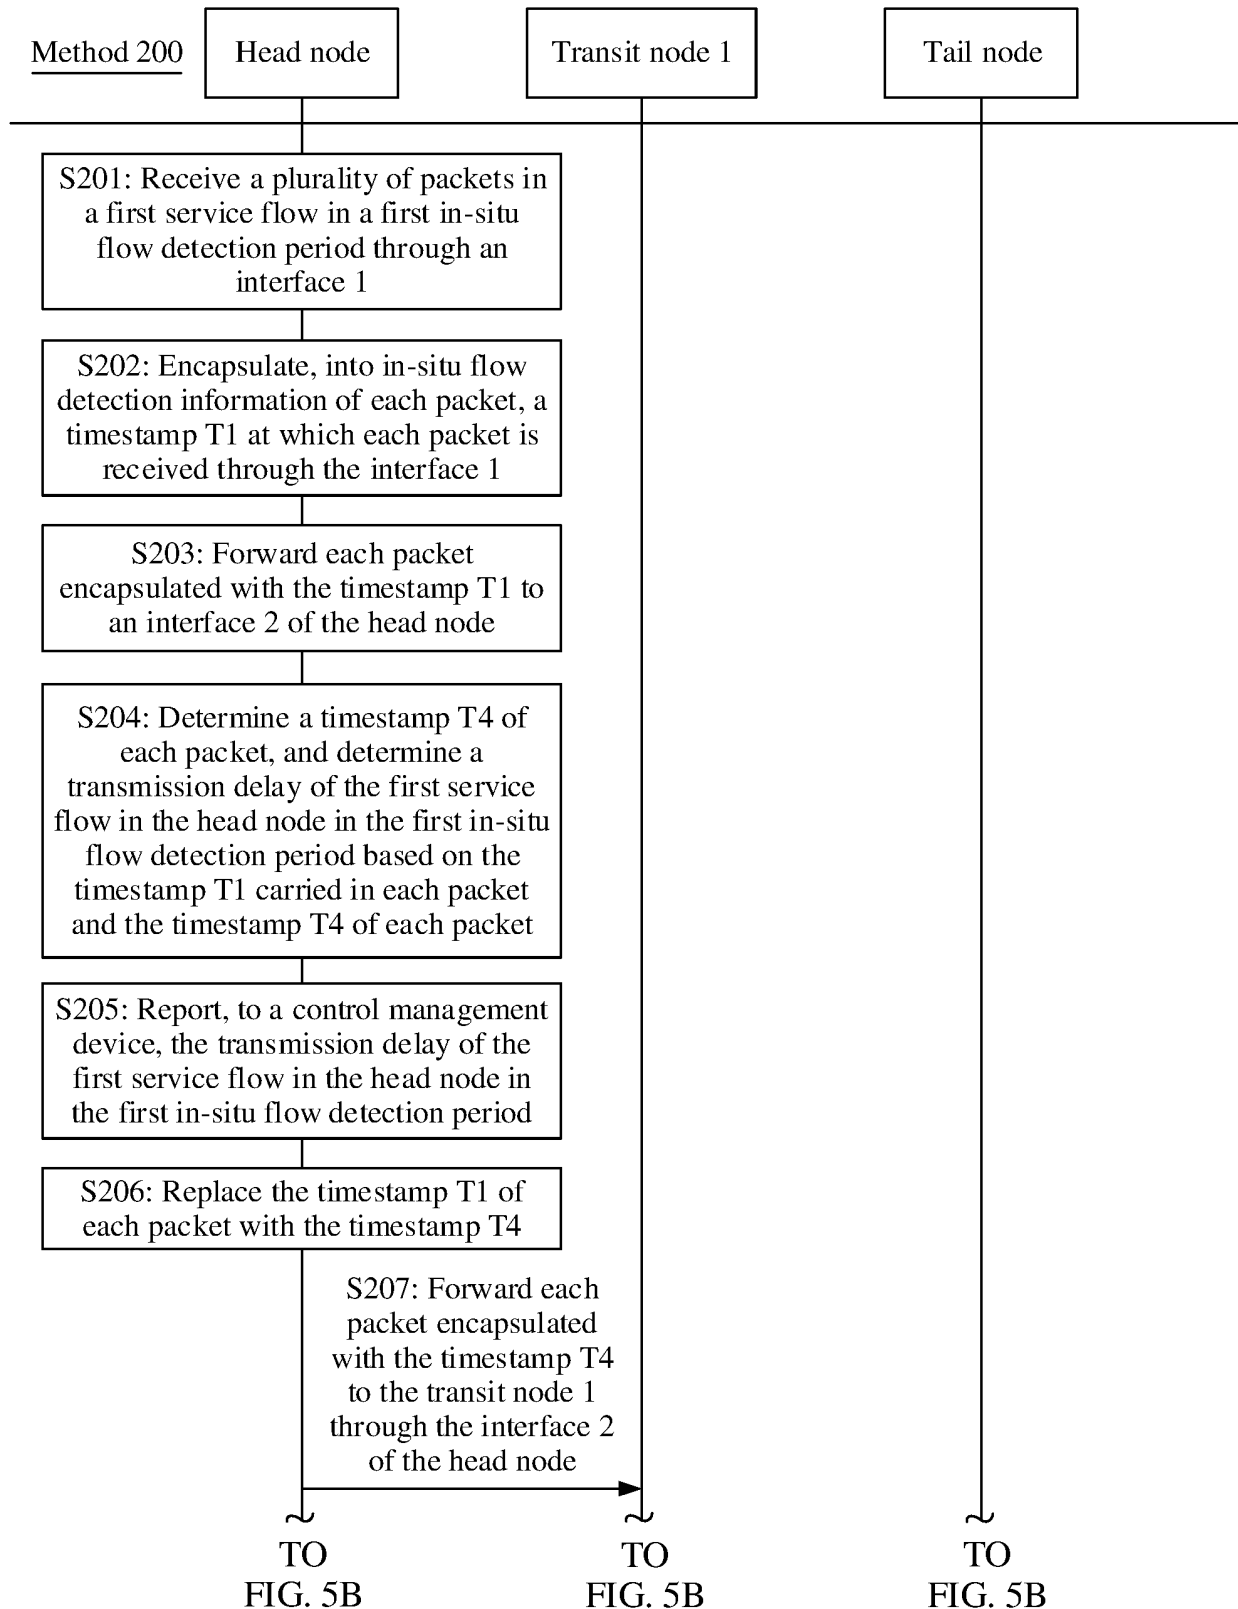 Method 200
Head node
Transit node 1
Tail node
S201: Receive a plurality of packets in
a first service flow in a first in-situ
flow detection period through an
interface 1
S202: Encapsulate, into in-situ flow
detection information of each packet, a
timestamp T1 at which each packet is
received through the interface 1
S203: Forward each packet
encapsulated with the timestamp T1 to
an interface 2 of the head node
S204: Determine a timestamp T4 of
each packet, and determine a
transmission delay of the first service
flow in the head node in the first in-situ
flow detection period based on the
timestamp T1 carried in each packet
and the timestamp T4 of each packet
S205: Report, to a control management
device, the transmission delay of the
first service flow in the head node in
the first in-situ flow detection period
S206: Replace the timestamp T1 of
each packet with the timestamp T4
S207: Forward each
packet encapsulated
with the timestamp T4
to the transit node 1
through the interface 2
of the head node
TO
FIG. 5B
TO
FIG. 5B
TO
FIG. 5B